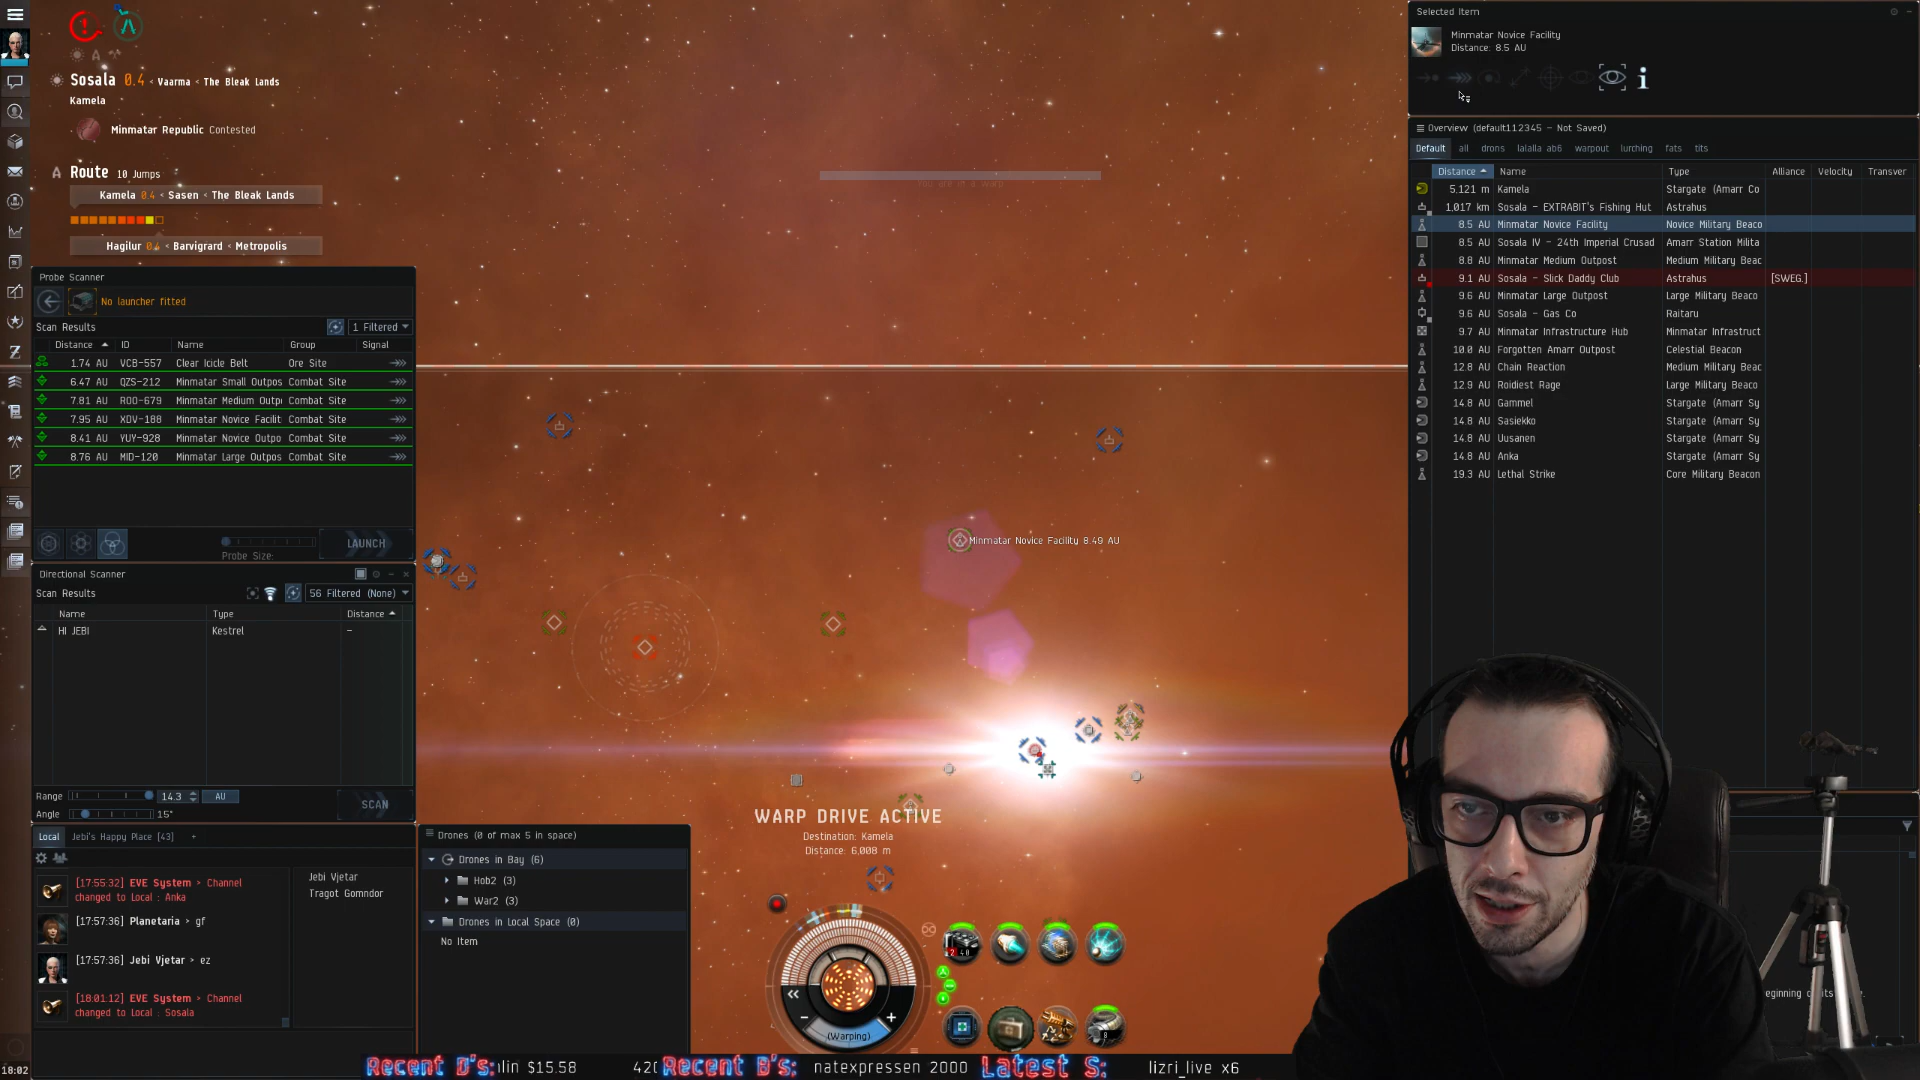 Sosala 0.4 < Vaarma < The Bleak Lands
Kamela
Minmatar Republic Contested
Route 10 Jumps
Kamela 0.4 < Sasen < The Bleak Lands
Hagilur 0.4 < Barvigrard < Metropolis
Probe Scanner
No launcher fitted
Scan Results 1 Filtered
Distance ID Name Group Signal
1.74 AU VCB-557 Clear Icicle Belt Ore Site
6.47 AU QZS-212 Minmatar Small Outpos Combat Site
7.81 AU ROO-679 Minmatar Medium Outp Combat Site
7.95 AU XDV-188 Minmatar Novice Facilit Combat Site
8.41 AU YUY-928 Minmatar Novice Outpo Combat Site
8.76 AU MID-120 Minmatar Large Outpos Combat Site
Probe Size:
LAUNCH
Directional Scanner
Scan Results 56 Filtered (None)
Name Type Distance
HI JEBI Kestrel –
Range 14.3 AU
SCAN
Angle 15°
Local Jebi's Happy Place [43] +
[17:55:32] EVE System > Channel
changed to Local : Anka
[17:57:36] Planetaria > gf
[17:57:36] Jebi Vjetar > ez
[18:01:12] EVE System > Channel
changed to Local : Sosala
Jebi Vjetar
Tragot Gomndor
18:02
Drones (0 of max 5 in space)
Drones in Bay (6)
Hob2 (3)
War2 (3)
Drones in Local Space (0)
No Item
Minmatar Novice Facility 8.49 AU
WARP DRIVE ACTIVE
Destination: Kamela
Distance: 6,008 m
(Warping)
Selected Item
Minmatar Novice Facility
Distance: 8.5 AU
Overview (default112345 – Not Saved)
Default all drons lalalla ab6 warpout lurching fats tits
Distance Name Type Alliance Velocity Transver
5,121 m Kamela Stargate (Amarr Co
1,017 km Sosala – EXTRABIT's Fishing Hut Astrahus
8.5 AU Minmatar Novice Facility Novice Military Beaco
8.5 AU Sosala IV – 24th Imperial Crusad Amarr Station Milita
8.8 AU Minmatar Medium Outpost Medium Military Beac
9.1 AU Sosala – Slick Daddy Club Astrahus [SWEG.]
9.6 AU Minmatar Large Outpost Large Military Beaco
9.6 AU Sosala – Gas Co Raitaru
9.7 AU Minmatar Infrastructure Hub Minmatar Infrastruct
10.0 AU Forgotten Amarr Outpost Celestial Beacon
12.8 AU Chain Reaction Medium Military Beac
12.9 AU Roidiest Rage Large Military Beaco
14.8 AU Gammel Stargate (Amarr Sy
14.8 AU Sasiekko Stargate (Amarr Sy
14.8 AU Uusanen Stargate (Amarr Sy
14.8 AU Anka Stargate (Amarr Sy
19.3 AU Lethal Strike Core Military Beacon
Recent D's: lin $15.58 420 Recent B's: natexpressen 2000 Latest S: lizri_live x6